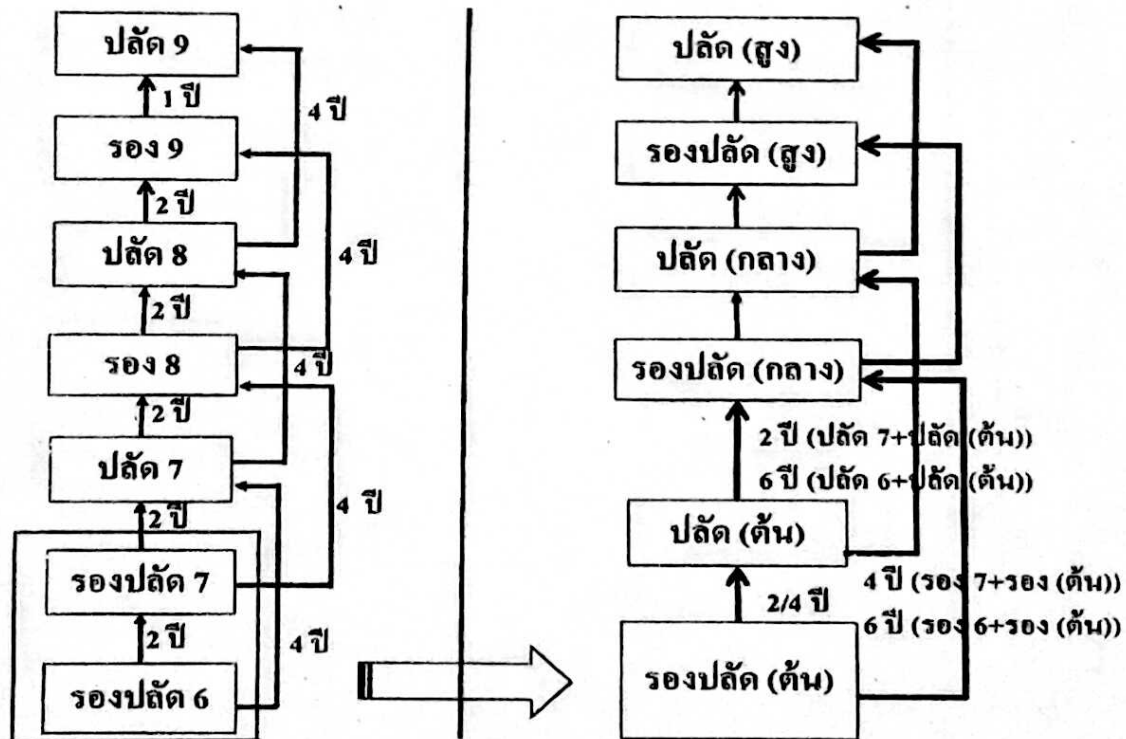 ปลัด 9
1 ปี
4 ปี
รอง 9
2 ปี
ปลัด 8
4 ปี
2 ปี
รอง 8
4 ปี
2 ปี
ปลัด 7
4 ปี
2 ปี
รองปลัด 7
2 ปี
4 ปี
รองปลัด 6
ปลัด (สูง)
รองปลัด (สูง)
ปลัด (กลาง)
รองปลัด (กลาง)
2 ปี (ปลัด 7+ปลัด (ต้น))
6 ปี (ปลัด 6+ปลัด (ต้น))
ปลัด (ต้น)
2/4 ปี
4 ปี (รอง 7+รอง (ต้น))
6 ปี (รอง 6+รอง (ต้น))
รองปลัด (ต้น)